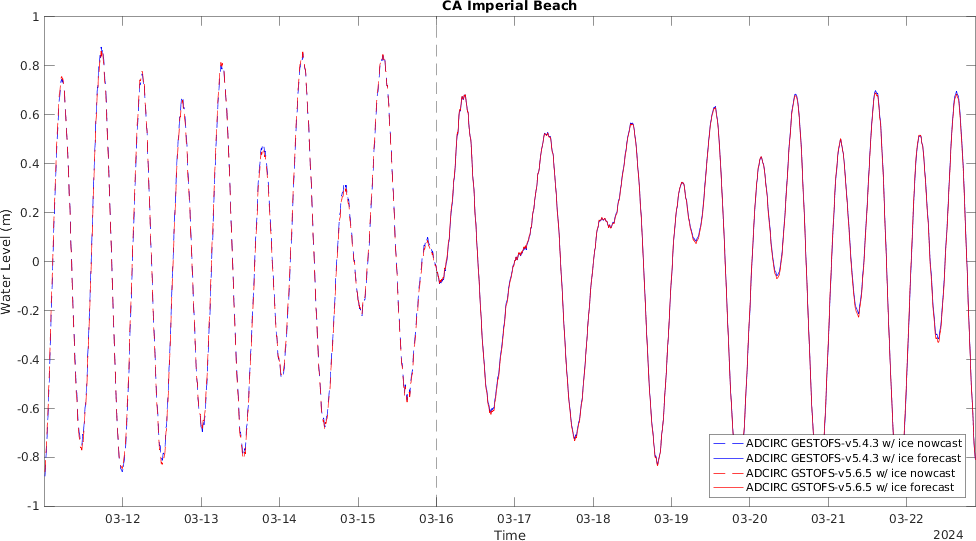 CA Imperial Beach
1
0.8
0.6
0.4
0.2
0
-0.2
-0.4
-0.6
-0.8
-1
Water Level (m)
ADCIRC GESTOFS-v5.4.3 w/ ice nowcast
ADCIRC GESTOFS-v5.4.3 w/ ice forecast
ADCIRC GSTOFS-v5.6.5 w/ ice nowcast
ADCIRC GSTOFS-v5.6.5 w/ ice forecast
03-12 03-13 03-14 03-15 03-16 03-17 03-18 03-19 03-20 03-21 03-22
Time
2024